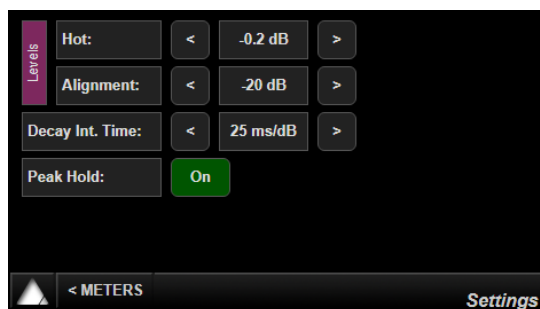 Levels
Hot: < -0.2 dB >
Alignment: < -20 dB >
Decay Int. Time: < 25 ms/dB >
Peak Hold: On
< METERS
Settings